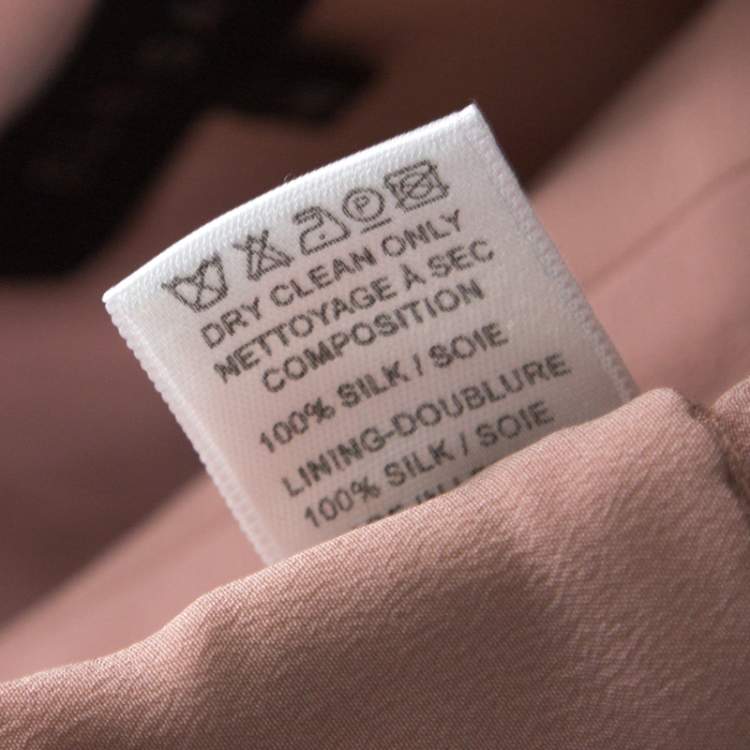 P
DRY CLEAN ONLY
NETTOYAGE À SEC
COMPOSITION
100% SILK / SOIE
LINING-DOUBLURE
100% SILK / SOIE